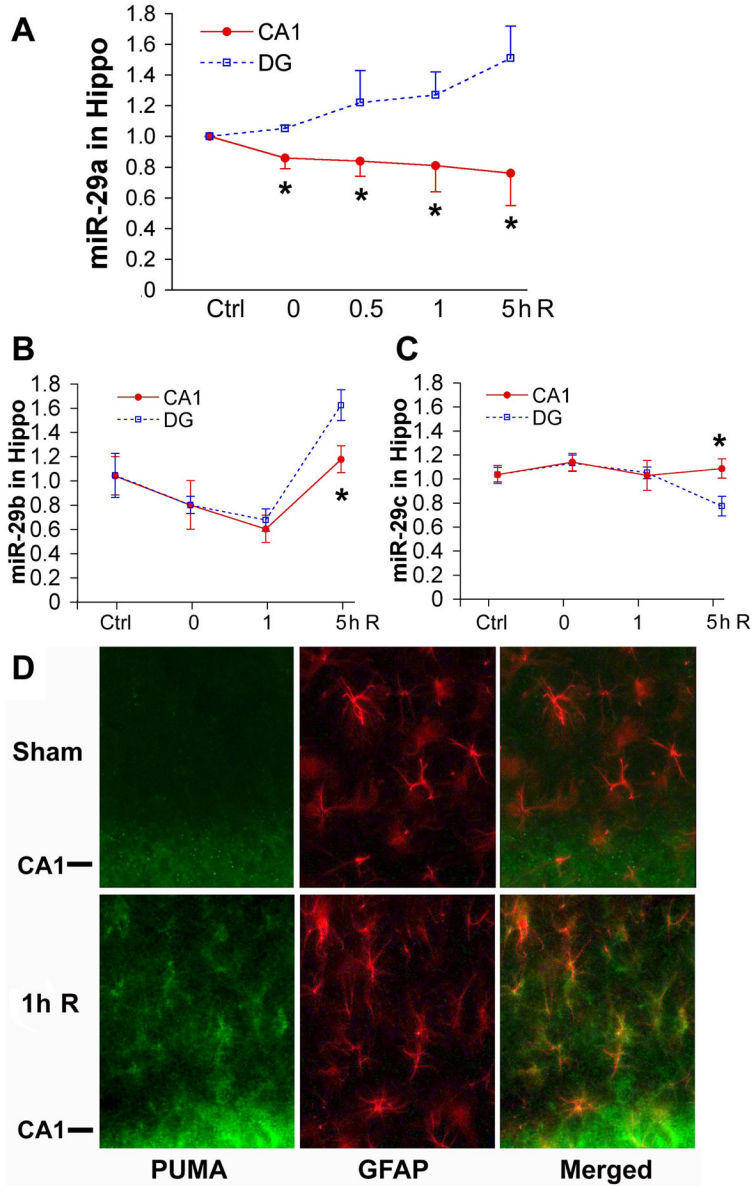 A
miR-29a in Hippo
CA1
DG
1.8
1.6
1.4
1.2
1.0
0.8
0.6
0.4
0.2
.0
*
*
*
*
Ctrl 0 0.5 1 5h R
B
miR-29b in Hippo
CA1
DG
1.8
1.6
1.4
1.2
1.0
0.8
0.6
0.4
0.2
0
*
Ctrl 0 1 5h R
C
miR-29c in Hippo
CA1
DG
1.8
1.6
1.4
1.2
1.0
0.8
0.6
0.4
0.2
0
*
Ctrl 0 1 5h R
D
Sham
CA1
1h R
CA1
PUMA GFAP Merged